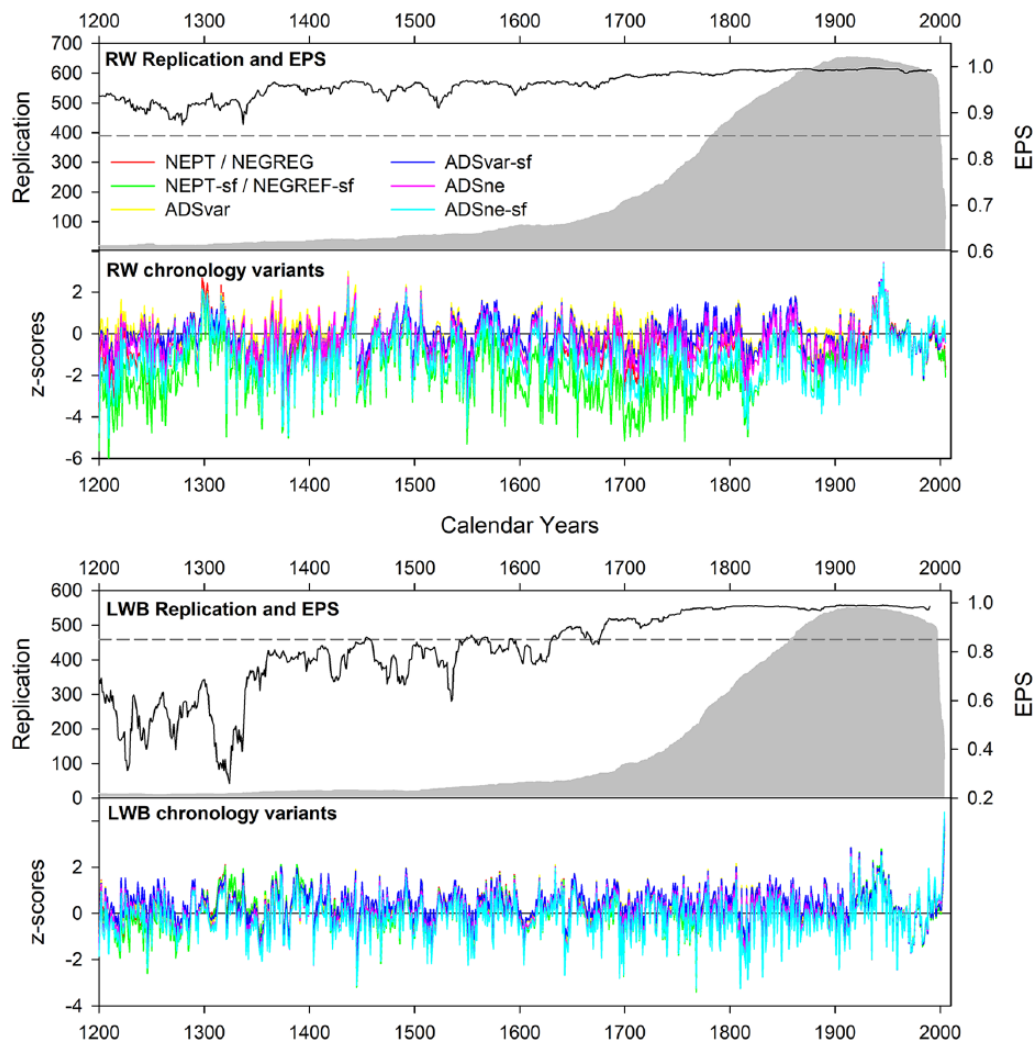 1200 1300 1400 1500 1600 1700 1800 1900 2000
700 RW Replication and EPS
600 1.0
500 0.9
400
300 0.8
200 0.7
100 0.6
Replication
EPS
NEPT / NEGREG ADSvar-sf
NEPT-sf / NEGREF-sf ADSne
ADSvar ADSne-sf
RW chronology variants
2
0
-2
-4
-6
z-scores
1200 1300 1400 1500 1600 1700 1800 1900 2000
Calendar Years
1200 1300 1400 1500 1600 1700 1800 1900 2000
600 LWB Replication and EPS
500 1.0
400 0.8
300 0.6
200
100 0.4
0 0.2
Replication
EPS
LWB chronology variants
2
0
-2
-4
z-scores
1200 1300 1400 1500 1600 1700 1800 1900 2000